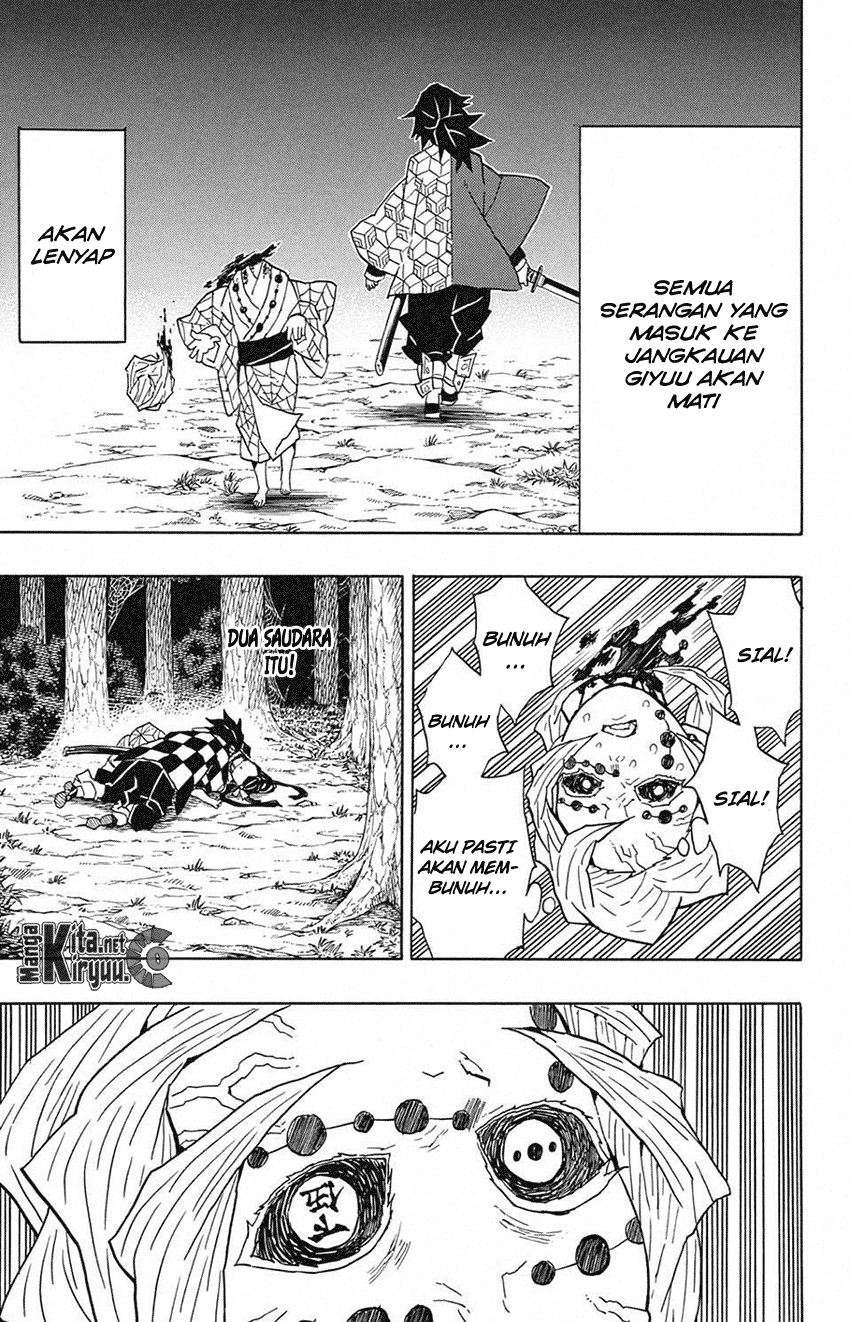 SEMUA
SERANGAN YANG
MASUK KE
JANGKAUAN
GIYUU AKAN
MATI
AKAN
LENYAP
SIAL!
SIAL!
BUNUH
...
BUNUH
...
AKU PASTI
AKAN MEM-
BUNUH...
DUA SAUDARA
ITU!
Manga
Kita.net
Kiryuu.Co